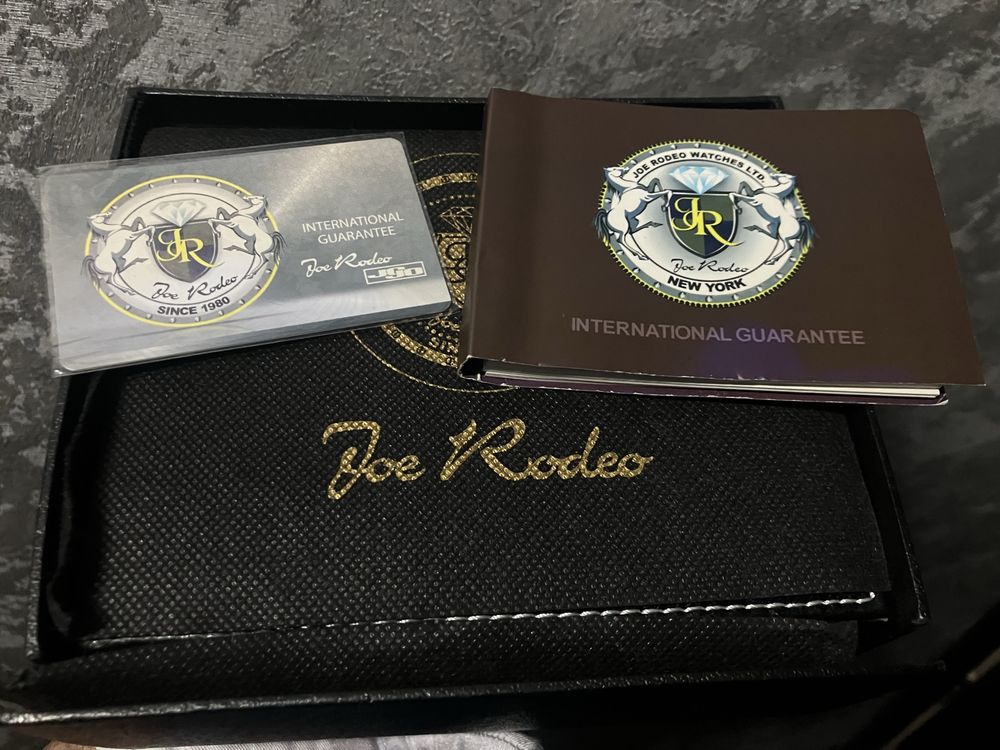 JR
Joe Rodeo
SINCE 1980
INTERNATIONAL
GUARANTEE
Joe Rodeo
JoJo
JOE RODEO WATCHES LTD.
JR
Joe Rodeo
NEW YORK
INTERNATIONAL GUARANTEE
Joe Rodeo